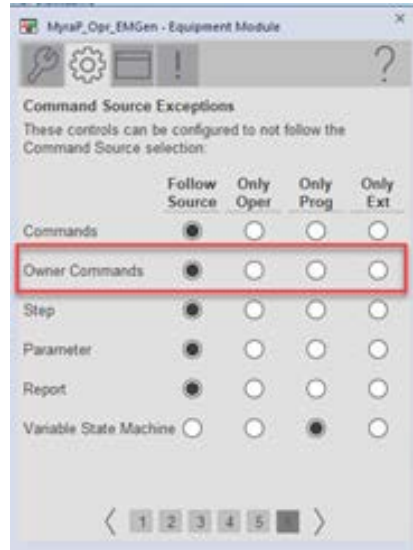 MyraP_Opr_EMGen - Equipment Module
×
!
?
Command Source Exceptions
These controls can be configured to not follow the
Command Source selection:
Follow Only Only Only
Source Oper Prog Ext
Commands
Owner Commands
Step
Parameter
Report
Variable State Machine
1 2 3 4 5